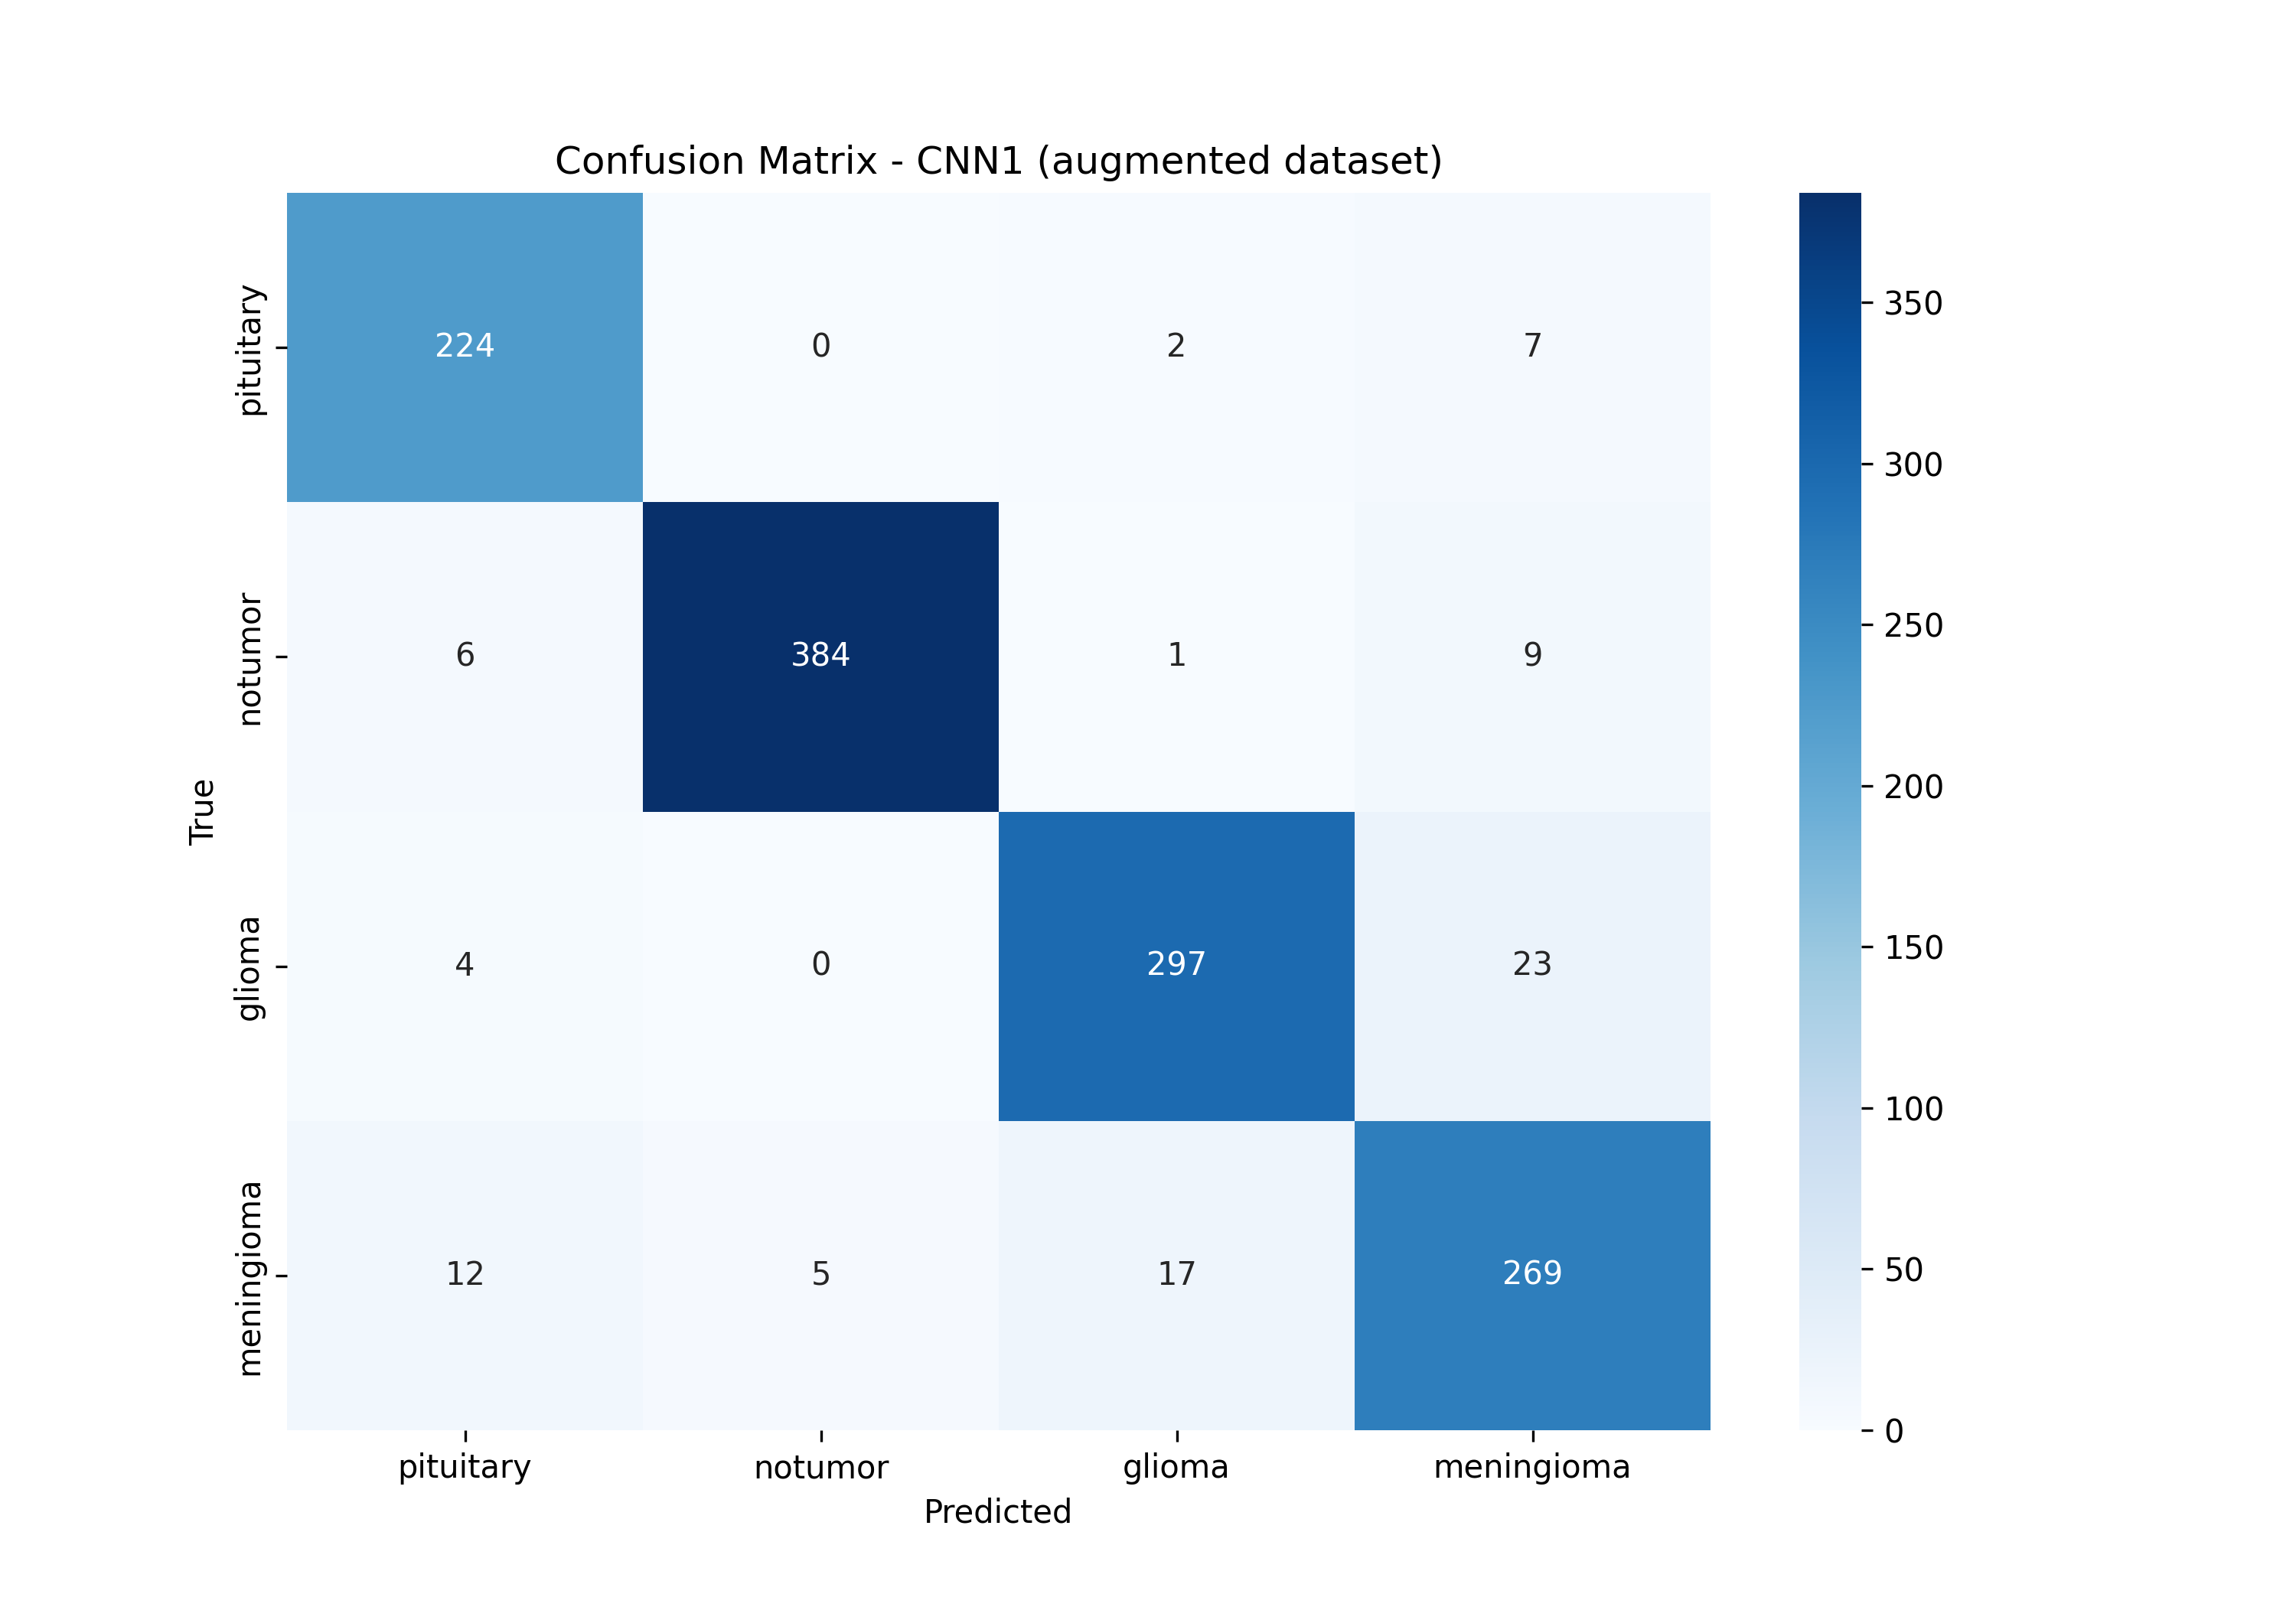 Confusion Matrix - CNN1 (augmented dataset)
True
pituitary
224 0 2 7
notumor
6 384 1 9
glioma
4 0 297 23
meningioma
12 5 17 269
pituitary notumor glioma meningioma
Predicted
350
300
250
200
150
100
50
0